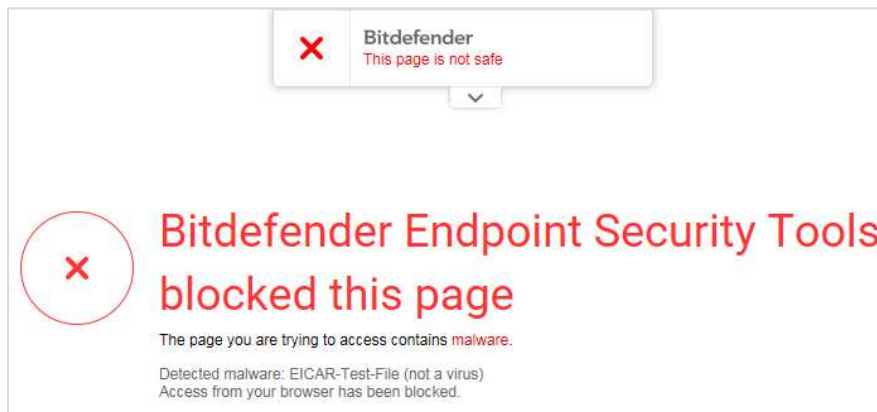 Bitdefender
This page is not safe
Bitdefender Endpoint Security Tools
blocked this page
The page you are trying to access contains malware.
Detected malware: EICAR-Test-File (not a virus)
Access from your browser has been blocked.